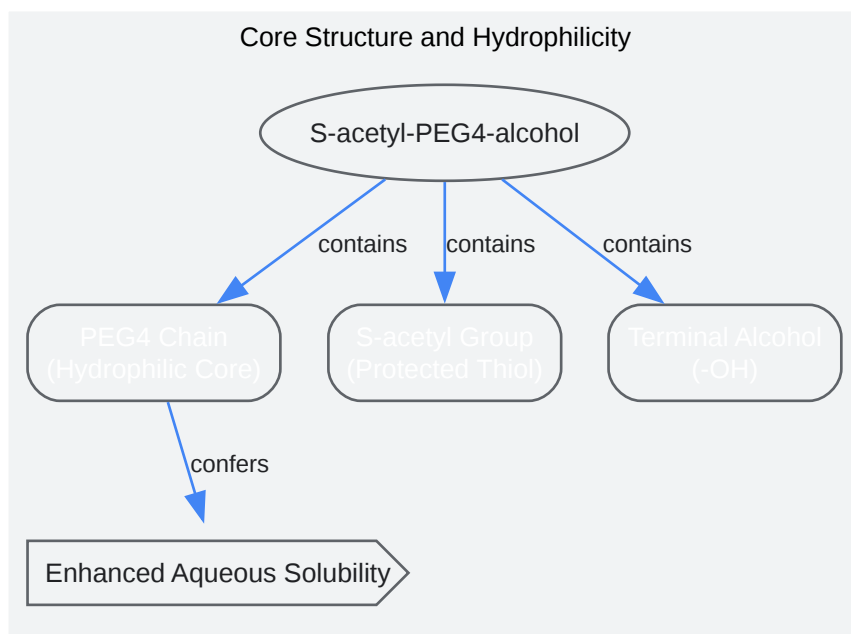 Core Structure and Hydrophilicity
S-acetyl-PEG4-alcohol
contains
contains
contains
PEG4 Chain
(Hydrophilic Core)
S-acetyl Group
(Protected Thiol)
Terminal Alcohol
(-OH)
confers
Enhanced Aqueous Solubility